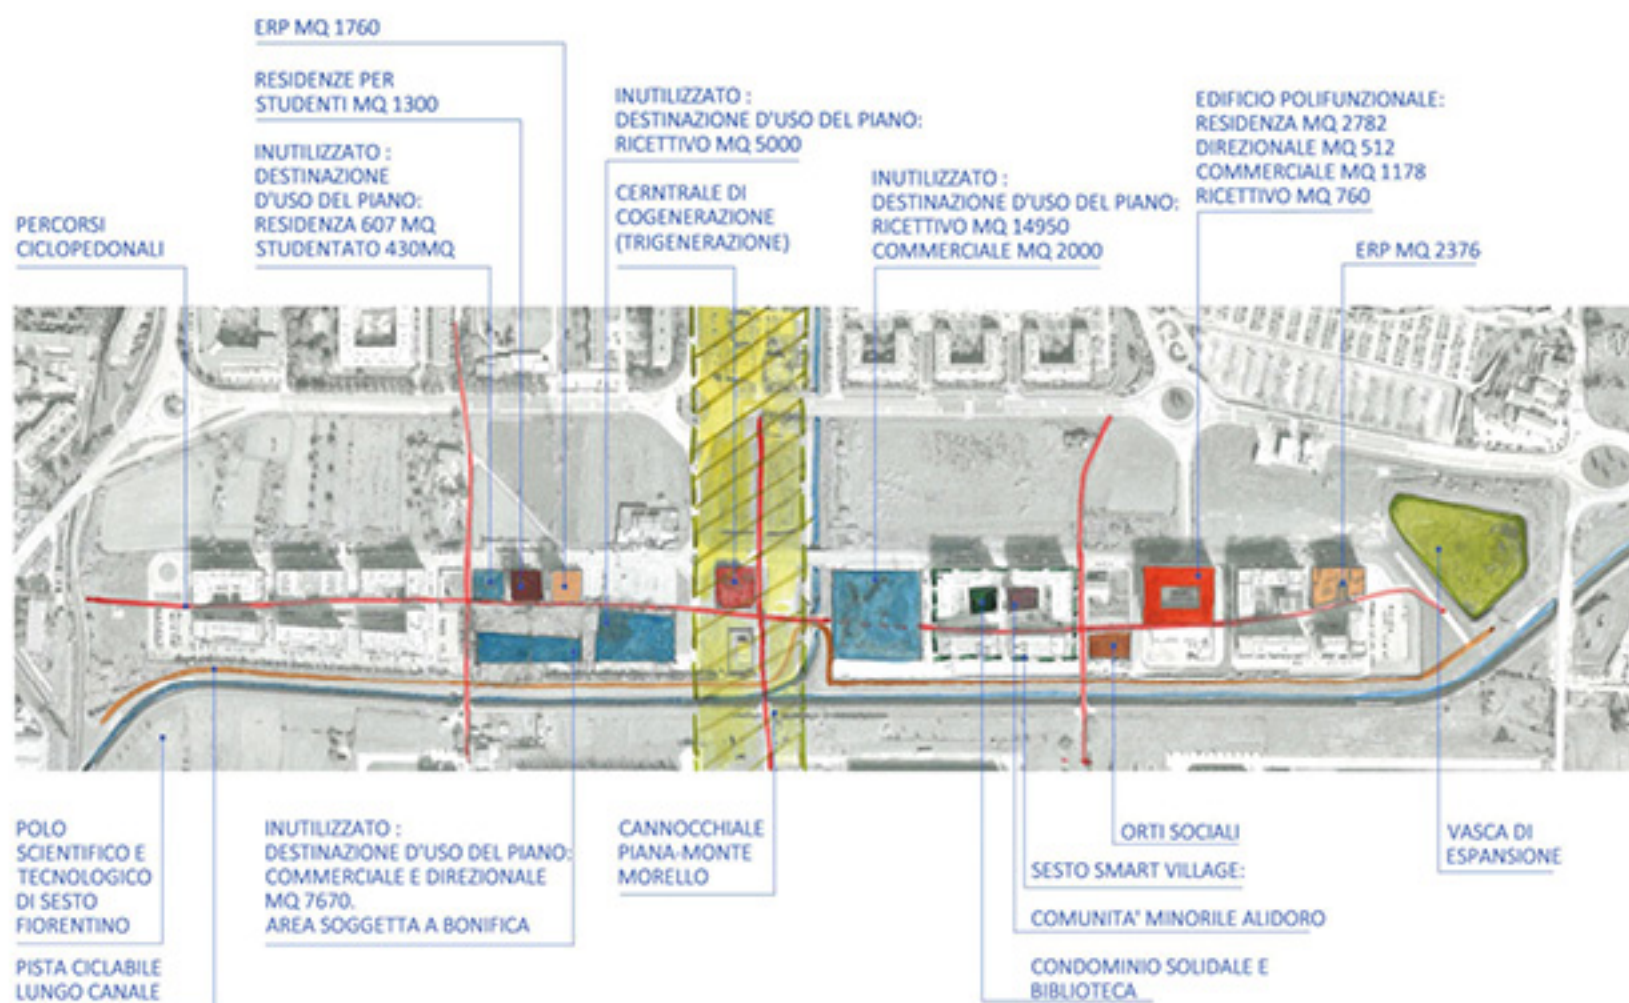 ERP MQ 1760
RESIDENZE PER
STUDENTI MQ 1300
INUTILIZZATO :
DESTINAZIONE
D'USO DEL PIANO:
RESIDENZA 607 MQ
STUDENTATO 430MQ
PERCORSI
CICLOPEDONALI
INUTILIZZATO :
DESTINAZIONE D'USO DEL PIANO:
RICETTIVO MQ 5000
CERNTRALE DI
COGENERAZIONE
(TRIGENERAZIONE)
INUTILIZZATO :
DESTINAZIONE D'USO DEL PIANO:
RICETTIVO MQ 14950
COMMERCIALE MQ 2000
EDIFICIO POLIFUNZIONALE:
RESIDENZA MQ 2782
DIREZIONALE MQ 512
COMMERCIALE MQ 1178
RICETTIVO MQ 760
ERP MQ 2376
POLO
SCIENTIFICO E
TECNOLOGICO
DI SESTO
FIORENTINO
PISTA CICLABILE
LUNGO CANALE
INUTILIZZATO :
DESTINAZIONE D'USO DEL PIANO:
COMMERCIALE E DIREZIONALE
MQ 7670.
AREA SOGGETTA A BONIFICA
CANNOCCHIALE
PIANA-MONTE
MORELLO
ORTI SOCIALI
SESTO SMART VILLAGE:
COMUNITA' MINORILE ALIDORO
CONDOMINIO SOLIDALE E
BIBLIOTECA
VASCA DI
ESPANSIONE